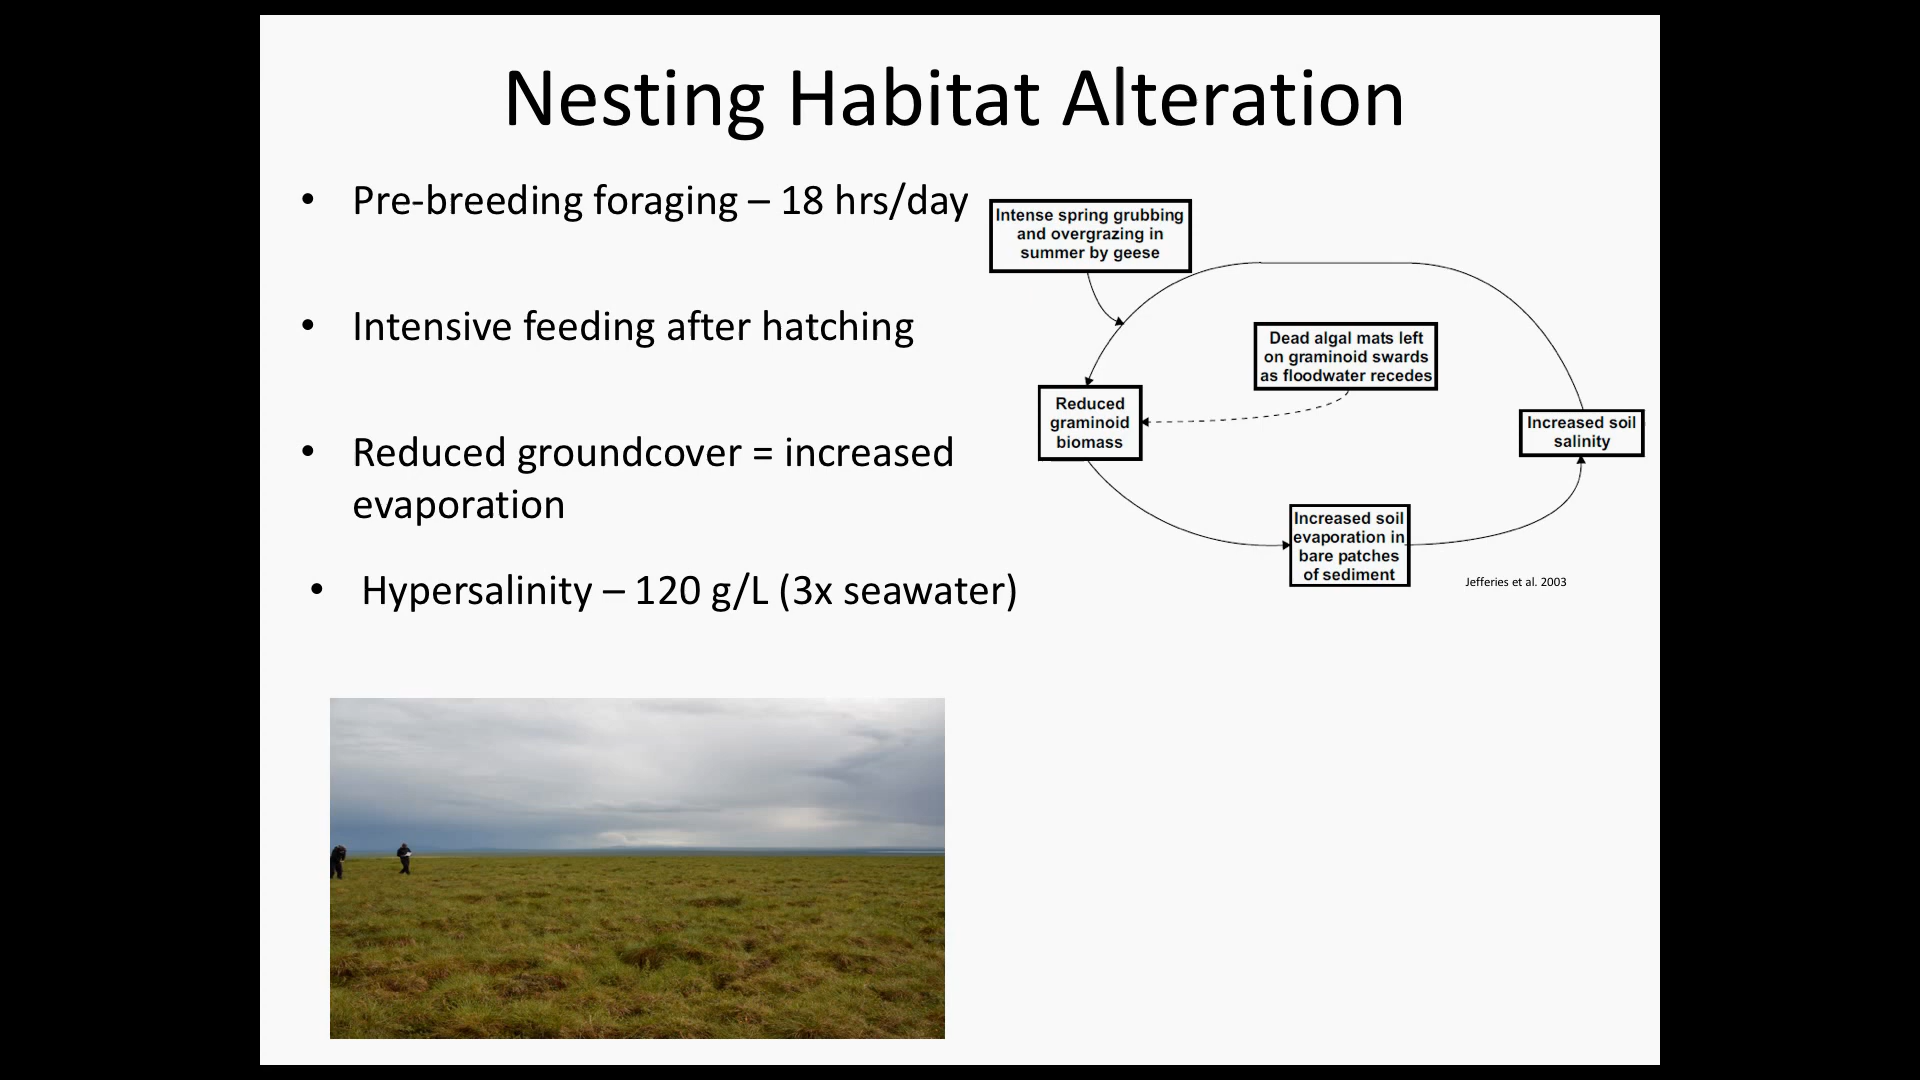 Nesting Habitat Alteration
• Pre-breeding foraging – 18 hrs/day
• Intensive feeding after hatching
• Reduced groundcover = increased
evaporation
• Hypersalinity – 120 g/L (3x seawater)
Intense spring grubbing
and overgrazing in
summer by geese
Dead algal mats left
on graminoid swards
as floodwater recedes
Reduced
graminoid
biomass
Increased soil
salinity
Increased soil
evaporation in
bare patches
of sediment
Jefferies et al. 2003